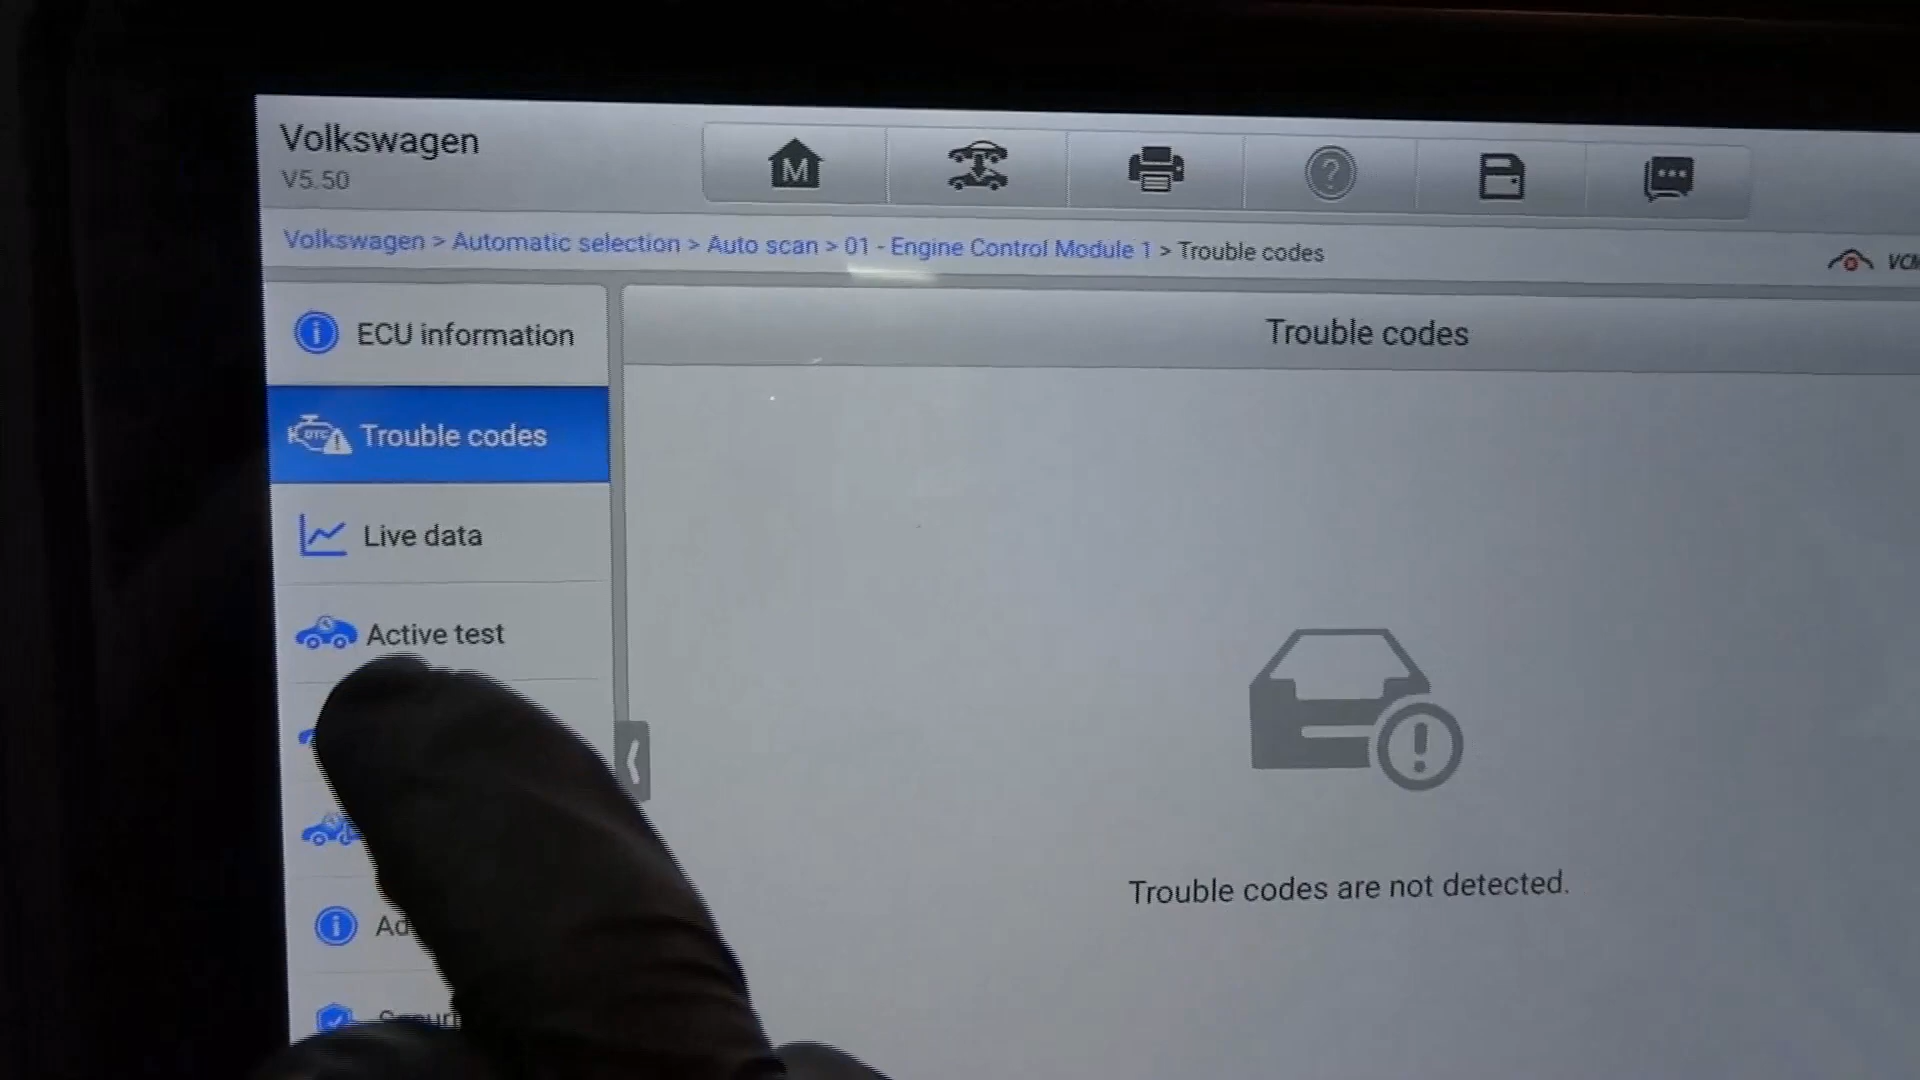 Volkswagen
V5.50
M
?
Volkswagen > Automatic selection > Auto scan > 01 - Engine Control Module 1 > Trouble codes
ECU information
Trouble codes
DTC
Trouble codes
Live data
Active test
Trouble codes are not detected.